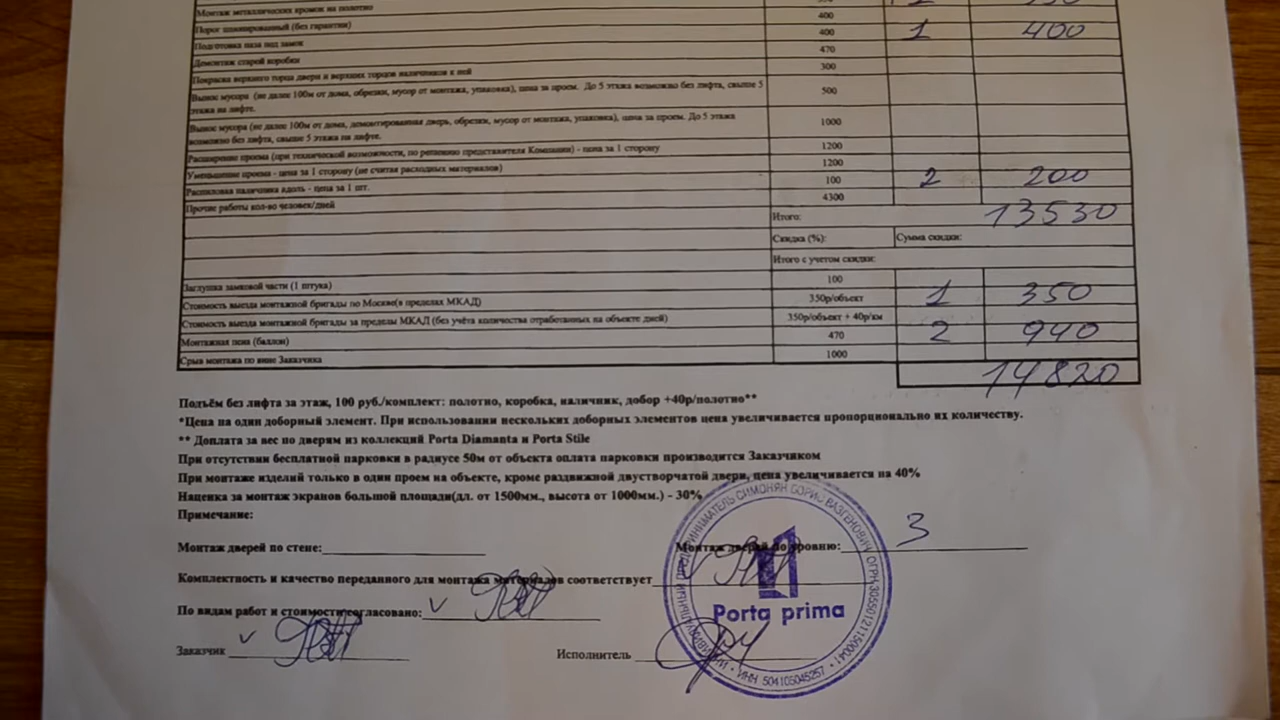 Монтаж металлических кромок на полотно
Порог шпонированный (без гарантии) 400
Подготовка паза под замок 400 1 400
Демонтаж старой коробки 470
Покраска верхнего торца двери и верхних торцов наличников к ней 300
Вынос мусора (не далее 100м от дома, обрезки, мусор от монтажа, упаковка), цена за проем. До 5 этажа возможно без лифта, свыше 5 500
этажа на лифте.
Вынос мусора (не далее 100м от дома, демонтированная дверь, обрезки, мусор от монтажа, упаковка), цена за проем. До 5 этажа 1000
возможно без лифта, свыше 5 этажа на лифте.
Расширение проема (при технической возможности, по решению представителя Компании) - цена за 1 сторону 1200
Уменьшение проема - цена за 1 сторону (не считая расходных материалов) 1200
Распиловка наличника вдоль - цена за 1 шт. 100 2 200
Прочие работы кол-во человек/дней 4300
Итого: 13530
Скидка (%): Сумма скидки:
Итого с учетом скидки:
Заглушка замковой части (1 штука) 100
Стоимость выезда монтажной бригады по Москве(в пределах МКАД) 350р/объект 1 350
Стоимость выезда монтажной бригады за пределы МКАД (без учёта количества отработанных на объекте дней) 350р/объект + 40р/км
Монтажная пена (баллон) 470 2 940
Срыв монтажа по вине Заказчика 1000
14820
Подъём без лифта за этаж, 100 руб./комплект: полотно, коробка, наличник, добор +40р/полотно**
*Цена на один доборный элемент. При использовании нескольких доборных элементов цена увеличивается пропорционально их количеству.
** Доплата за вес по дверям из коллекций Porta Diamanta и Porta Stile
При отсутствии бесплатной парковки в радиусе 50м от объекта оплата парковки производится Заказчиком
При монтаже изделий только в один проем на объекте, кроме раздвижной двустворчатой двери, цена увеличивается на 40%
Наценка за монтаж экранов большой площади(дл. от 1500мм., высота от 1000мм.) - 30%
Примечание:
Монтаж дверей по стене: Монтаж дверей по уровню: 3
Комплектность и качество переданного для монтажа материалов соответствует
По видам работ и стоимости согласовано:
Заказчик Исполнитель
ИНДИВИДУАЛЬНЫЙ ПРЕДПРИНИМАТЕЛЬ СИМОНЯН БОРИС ВАЗГЕНОВИЧ
ОГРН 305501211500041 • ИНН 504105045257 •
Porta prima